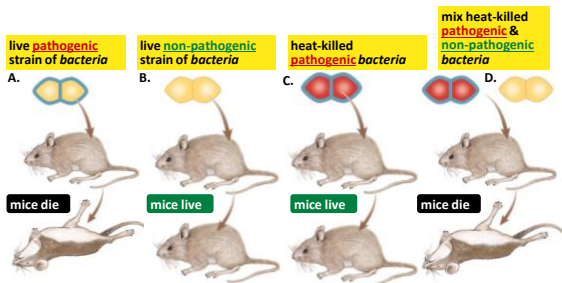 live pathogenic
strain of bacteria
A.
mice die
live non-pathogenic
strain of bacteria
B.
mice live
heat-killed
pathogenic bacteria
C.
mice live
mix heat-killed
pathogenic &
non-pathogenic
bacteria
D.
mice die